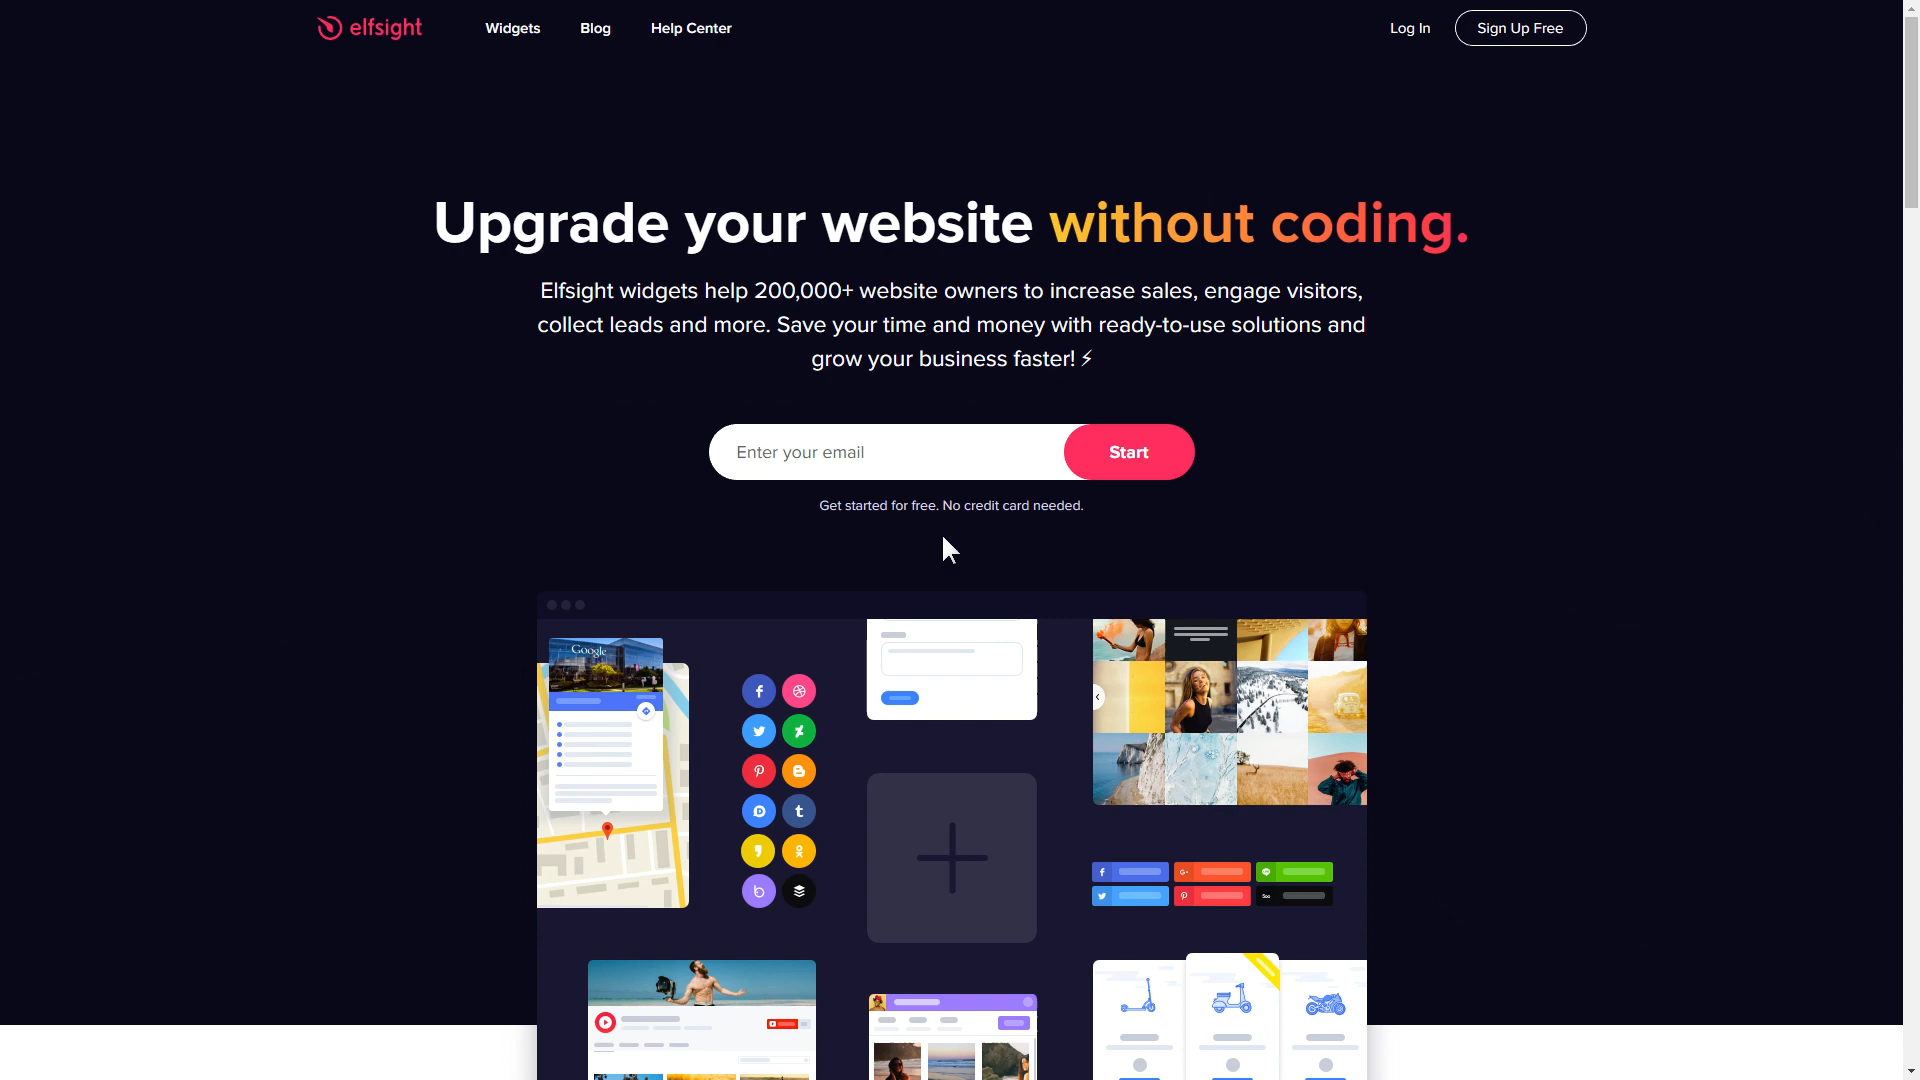 elfsight
Widgets
Blog
Help Center
Log In
Sign Up Free
Upgrade your website without coding.
Elfsight widgets help 200,000+ website owners to increase sales, engage visitors,
collect leads and more. Save your time and money with ready-to-use solutions and
grow your business faster! ⚡
Enter your email
Start
Get started for free. No credit card needed.
Google